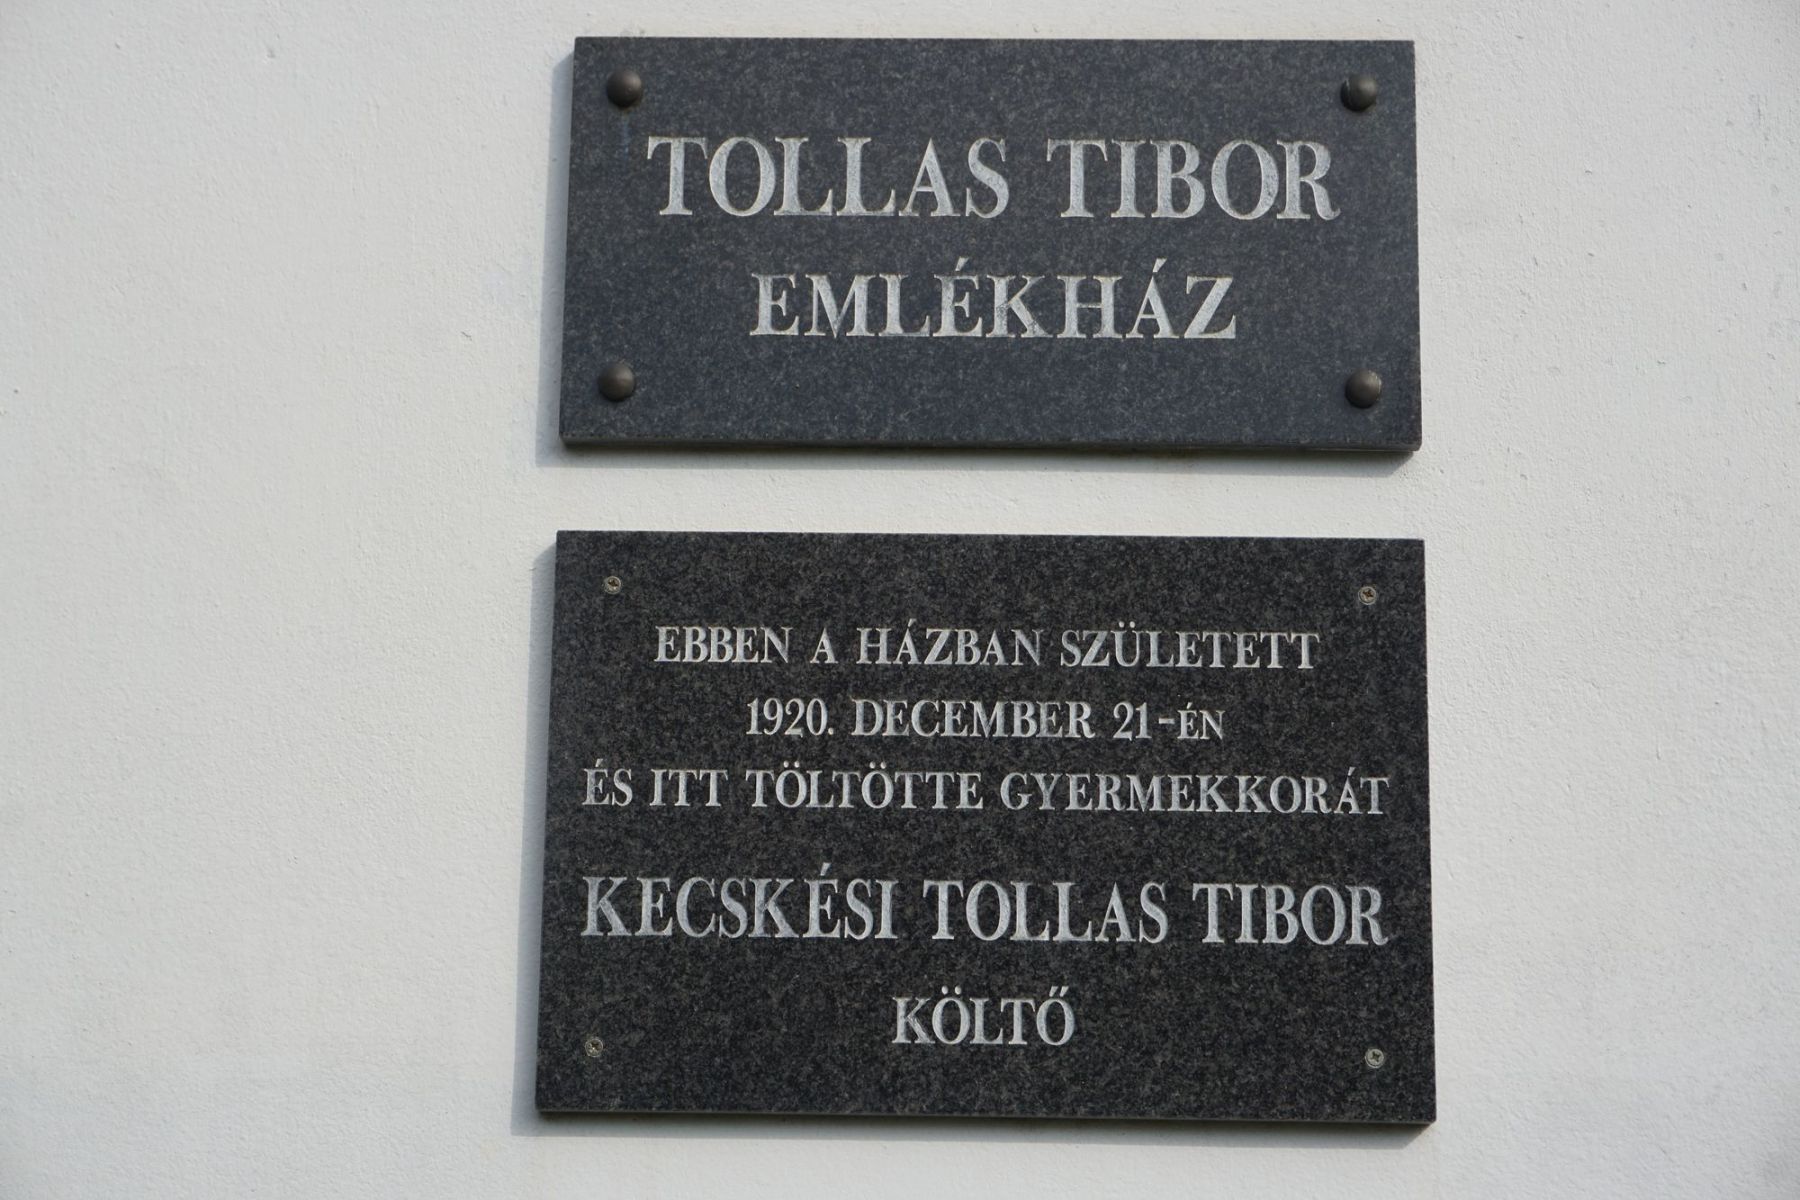 TOLLAS TIBOR
EMLÉKHÁZ
EBBEN A HÁZBAN SZÜLETETT
1920. DECEMBER 21-ÉN
ÉS ITT TÖLTÖTTE GYERMEKKORÁT
KECSKÉSI TOLLAS TIBOR
KÖLTŐ